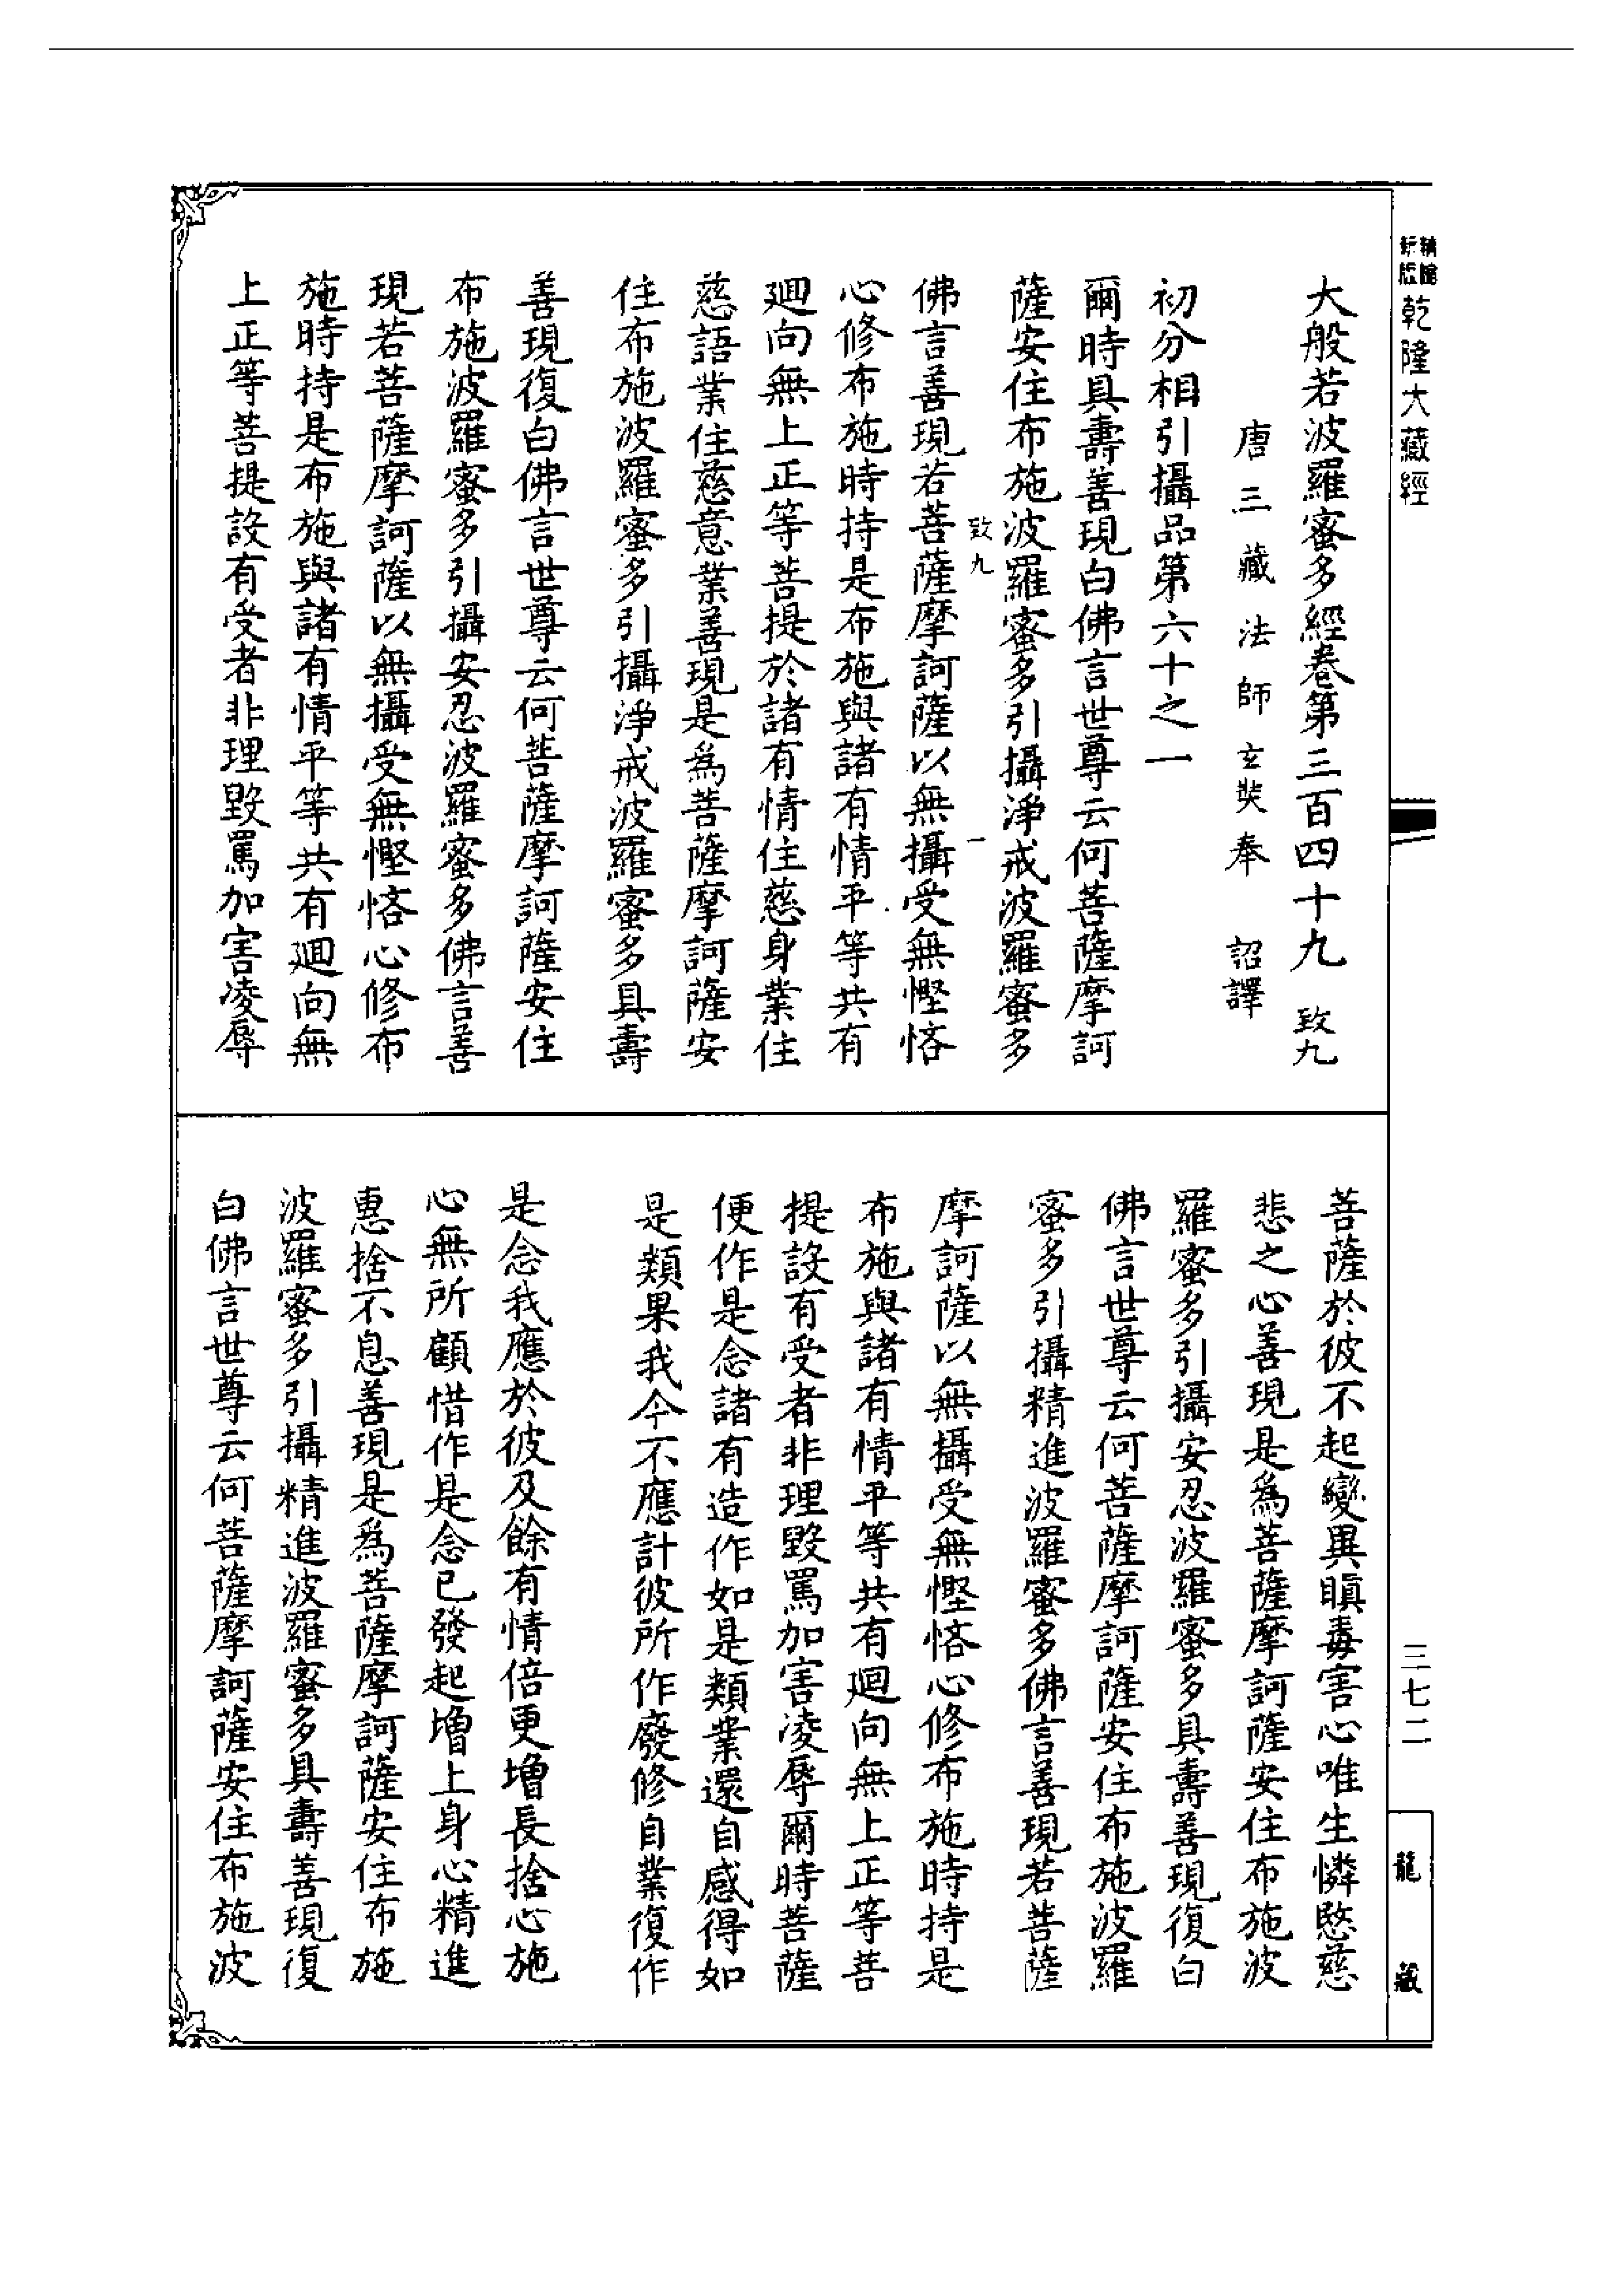 乾隆大藏經
大般若波羅蜜多經卷第三百四十九 致九
唐三藏法師玄奘奉 詔譯
初分相引攝品第六十之一
爾時具壽善現白佛言世尊云何菩薩摩訶
薩安住布施波羅蜜多引攝淨戒波羅蜜多
致九 一
佛言善現若菩薩摩訶薩以無攝受無慳悋
心修布施時持是布施與諸有情平等共有
迴向無上正等菩提於諸有情住慈身業住
慈語業住慈意業善現是爲菩薩摩訶薩安
住布施波羅蜜多引攝淨戒波羅蜜多具壽
善現復白佛言世尊云何菩薩摩訶薩安住
布施波羅蜜多引攝安忍波羅蜜多佛言善
現若菩薩摩訶薩以無攝受無慳悋心修布
施時持是布施與諸有情平等共有迴向無
上正等菩提設有受者非理毀罵加害凌辱
菩薩於彼不起變異瞋毒害心唯生憐愍慈
悲之心善現是爲菩薩摩訶薩安住布施波
羅蜜多引攝安忍波羅蜜多具壽善現復白
佛言世尊云何菩薩摩訶薩安住布施波羅
蜜多引攝精進波羅蜜多佛言善現若菩薩
摩訶薩以無攝受無慳悋心修布施時持是
布施與諸有情平等共有迴向無上正等菩
提設有受者非理毀罵加害凌辱爾時菩薩
便作是念諸有造作如是類業還自感得如
是類果我今不應計彼所作廢修自業復作
是念我應於彼及餘有情倍更增長捨心施
心無所顧惜作是念已發起增上身心精進
惠捨不息善現是爲菩薩摩訶薩安住布施
波羅蜜多引攝精進波羅蜜多具壽善現復
白佛言世尊云何菩薩摩訶薩安住布施波
三七二
龍藏